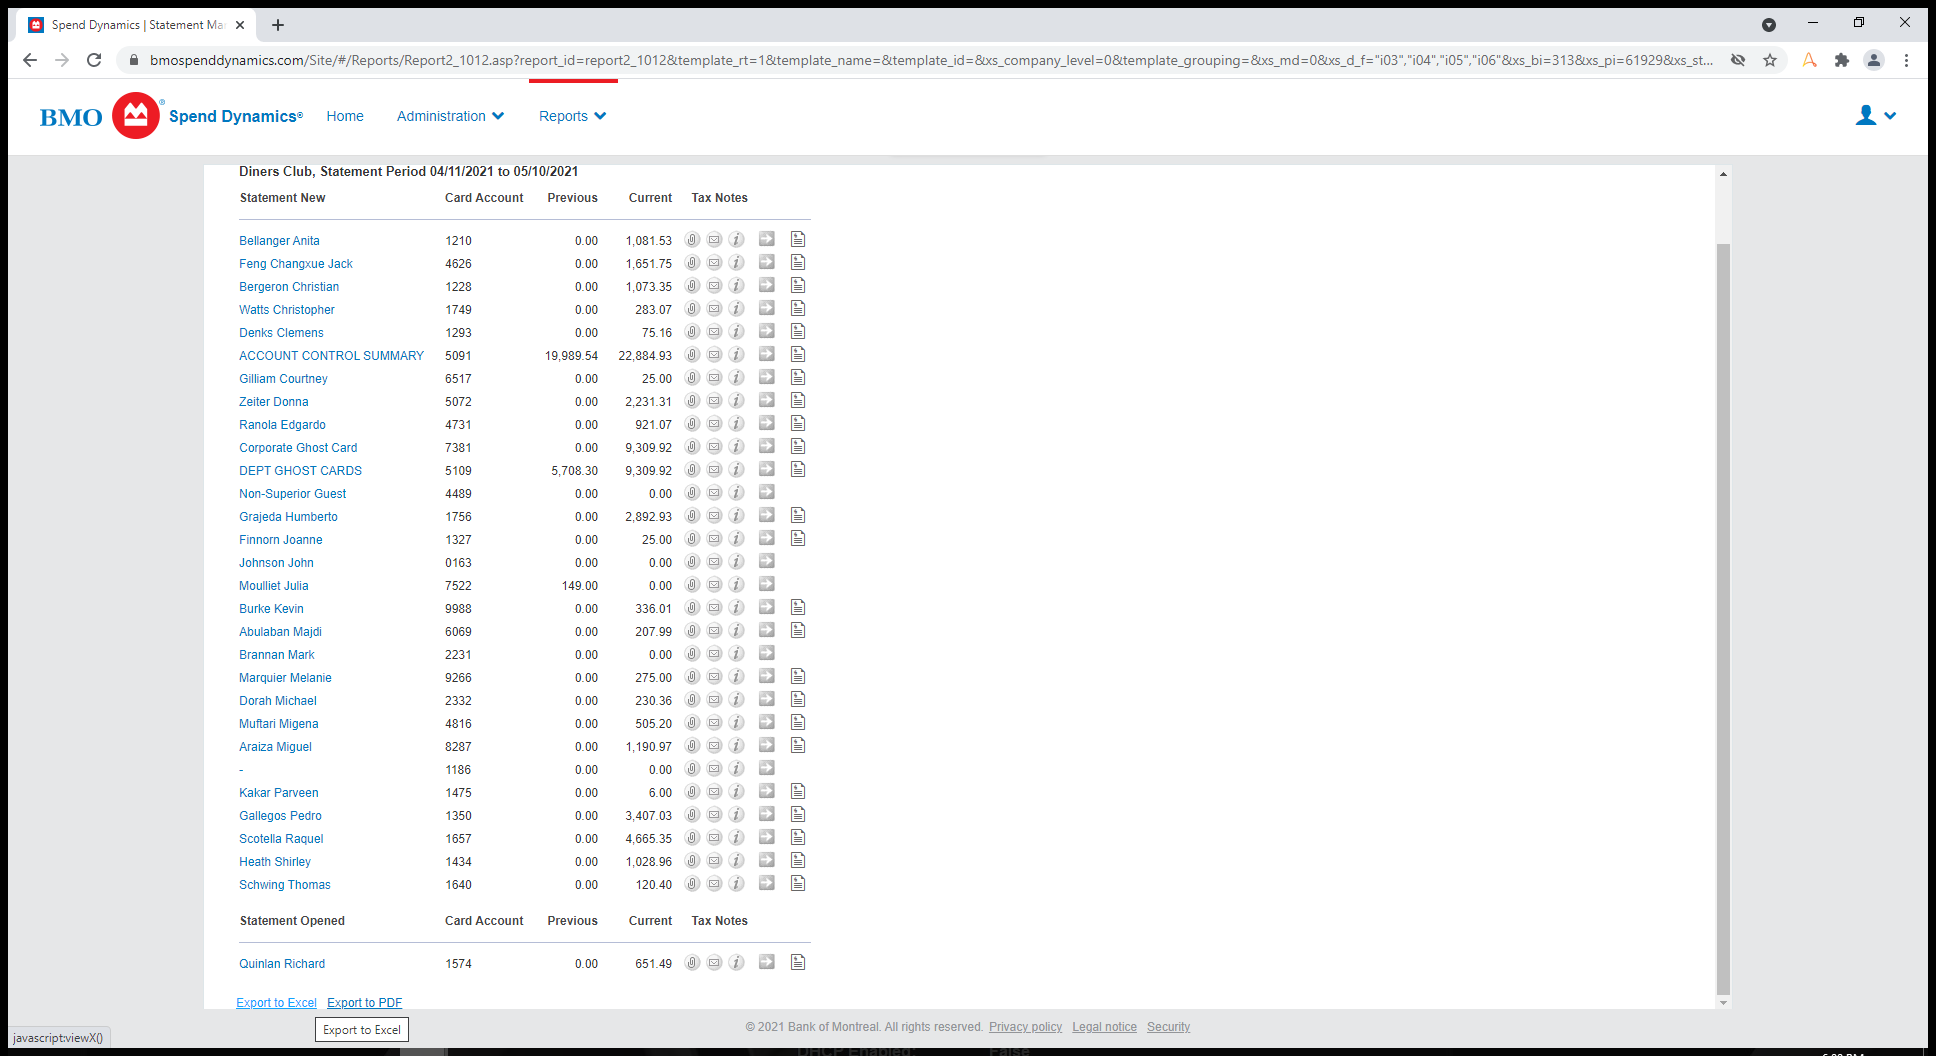 Spend Dynamics | Statement Ma
bmospenddynamics.com/Site/#/Reports/Report2_1012.asp?report_id=report2_1012&template_rt=1&template_name=&template_id=&xs_company_level=0&template_grouping=&xs_md=0&xs_d_f="i03","i04","i05","i06"&xs_bi=313&xs_pi=61929&xs_st...
BMO Spend Dynamics® Home Administration Reports
Diners Club, Statement Period 04/11/2021 to 05/10/2021
Statement New Card Account Previous Current Tax Notes
Bellanger Anita 1210 0.00 1,081.53
Feng Changxue Jack 4626 0.00 1,651.75
Bergeron Christian 1228 0.00 1,073.35
Watts Christopher 1749 0.00 283.07
Denks Clemens 1293 0.00 75.16
ACCOUNT CONTROL SUMMARY 5091 19,989.54 22,884.93
Gilliam Courtney 6517 0.00 25.00
Zeiter Donna 5072 0.00 2,231.31
Ranola Edgardo 4731 0.00 921.07
Corporate Ghost Card 7381 0.00 9,309.92
DEPT GHOST CARDS 5109 5,708.30 9,309.92
Non-Superior Guest 4489 0.00 0.00
Grajeda Humberto 1756 0.00 2,892.93
Finnorn Joanne 1327 0.00 25.00
Johnson John 0163 0.00 0.00
Moulliet Julia 7522 149.00 0.00
Burke Kevin 9988 0.00 336.01
Abulaban Majdi 6069 0.00 207.99
Brannan Mark 2231 0.00 0.00
Marquier Melanie 9266 0.00 275.00
Dorah Michael 2332 0.00 230.36
Muftari Migena 4816 0.00 505.20
Araiza Miguel 8287 0.00 1,190.97
- 1186 0.00 0.00
Kakar Parveen 1475 0.00 6.00
Gallegos Pedro 1350 0.00 3,407.03
Scotella Raquel 1657 0.00 4,665.35
Heath Shirley 1434 0.00 1,028.96
Schwing Thomas 1640 0.00 120.40
Statement Opened Card Account Previous Current Tax Notes
Quinlan Richard 1574 0.00 651.49
Export to Excel Export to PDF
Export to Excel
© 2021 Bank of Montreal. All rights reserved. Privacy policy Legal notice Security
javascript:viewX()
DHCP Enabled: False